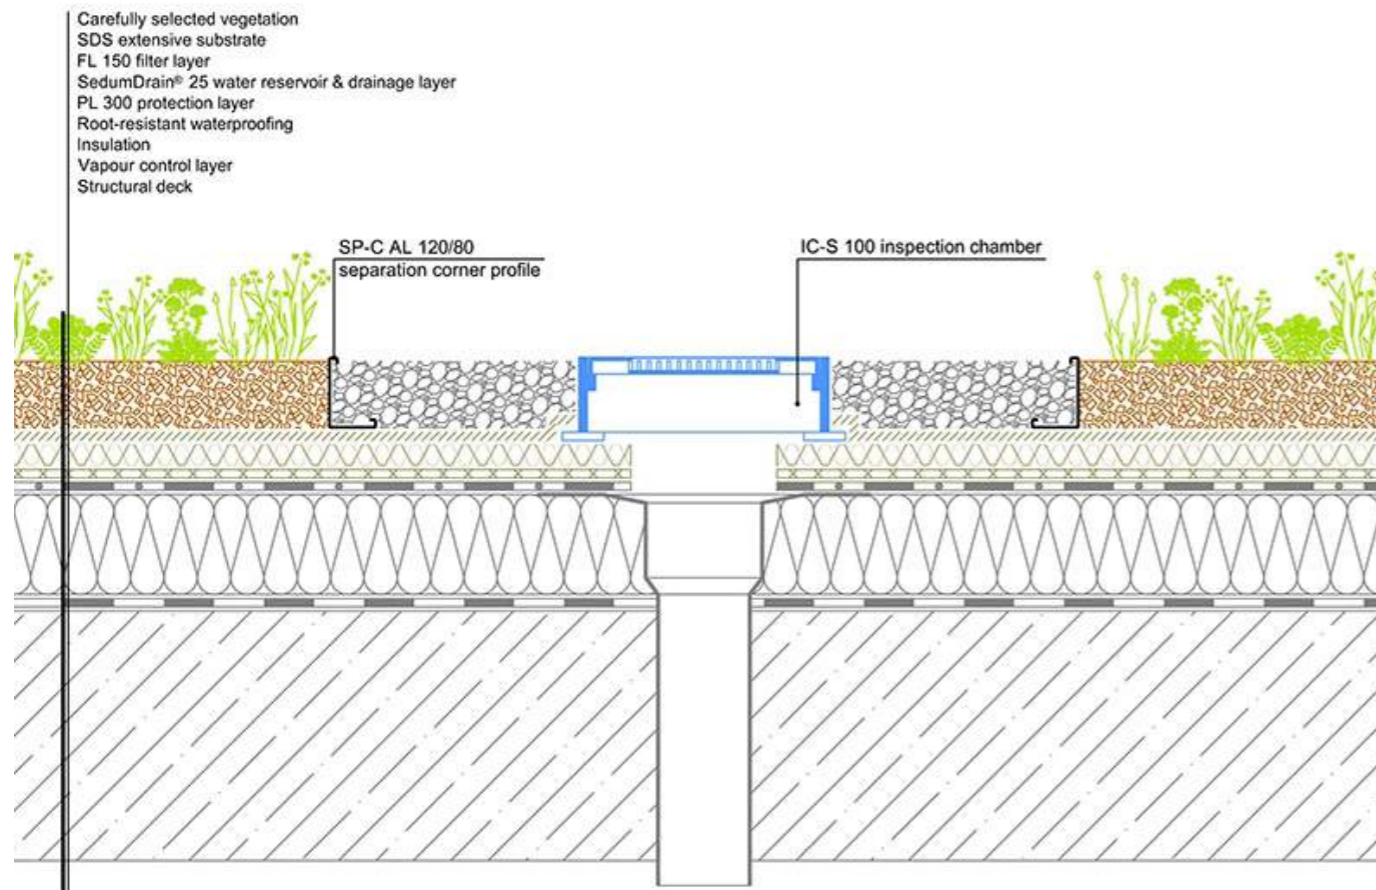 Carefully selected vegetation
SDS extensive substrate
FL 150 filter layer
SedumDrain® 25 water reservoir & drainage layer
PL 300 protection layer
Root-resistant waterproofing
Insulation
Vapour control layer
Structural deck
SP-C AL 120/80
separation corner profile
IC-S 100 inspection chamber